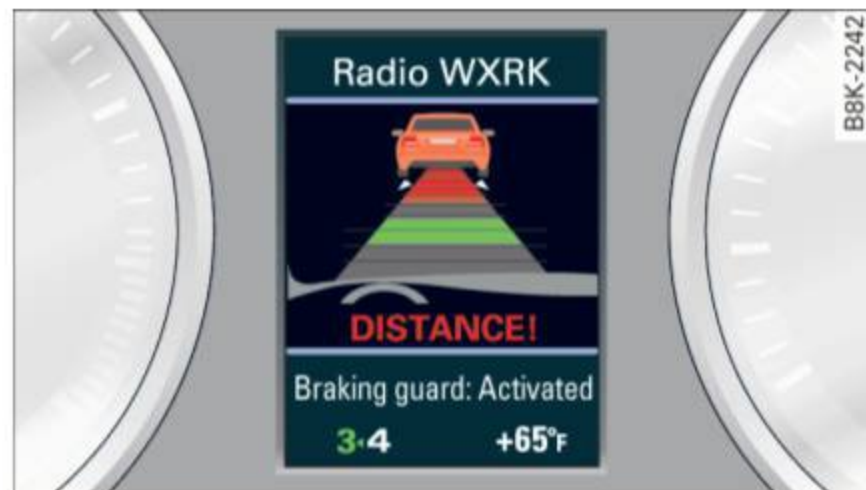 Radio WXRK
DISTANCE!
Braking guard: Activated
3◂4 +65°F
B8K-2242